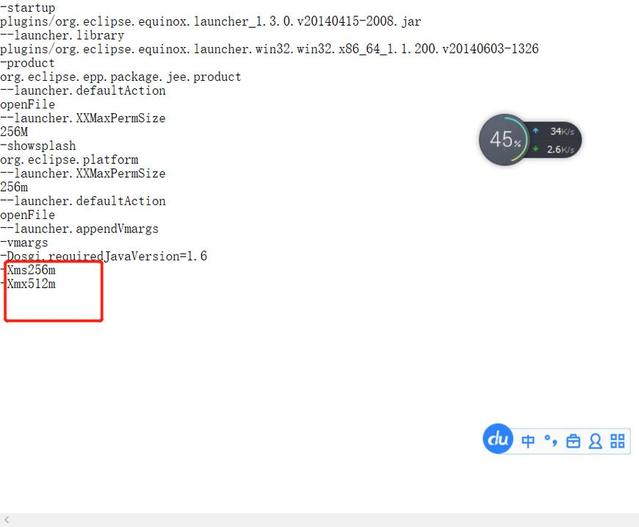 -startup
plugins/org.eclipse.equinox.launcher_1.3.0.v20140415-2008.jar
--launcher.library
plugins/org.eclipse.equinox.launcher.win32.win32.x86_64_1.1.200.v20140603-1326
-product
org.eclipse.epp.package.jee.product
--launcher.defaultAction
openFile
--launcher.XXMaxPermSize
256M
-showsplash
org.eclipse.platform
--launcher.XXMaxPermSize
256m
--launcher.defaultAction
openFile
--launcher.appendVmargs
-vmargs
-Dosgi.requiredJavaVersion=1.6
-Xms256m
-Xmx512m
45%
34K/s
2.6K/s
du 中 °,